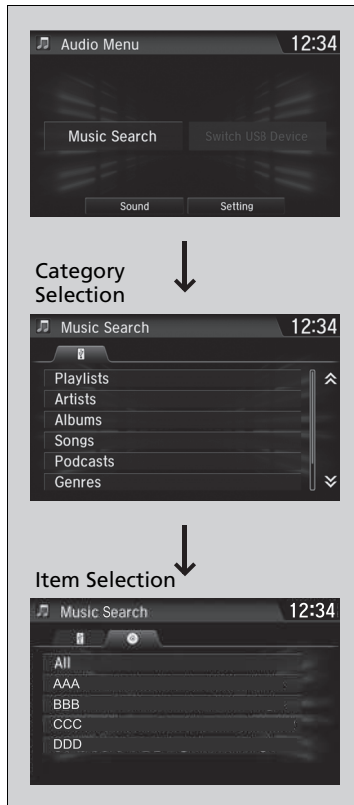 Audio Menu 12:34
Music Search Switch USB Device
Sound Setting
Category
Selection
Music Search 12:34
Playlists
Artists
Albums
Songs
Podcasts
Genres
Item Selection
Music Search 12:34
All
AAA
BBB
CCC
DDD